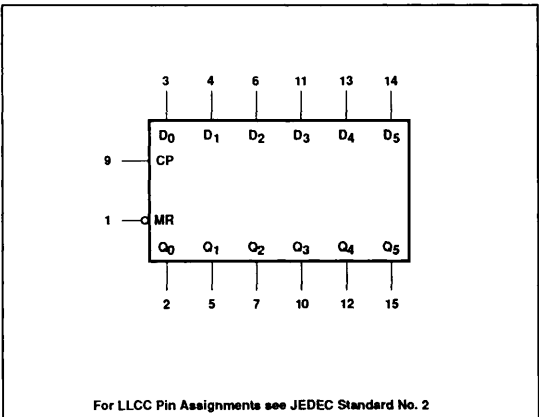 3 4 6 11 13 14
D0 D1 D2 D3 D4 D5
9 CP
1 MR
Q0 Q1 Q2 Q3 Q4 Q5
2 5 7 10 12 15
For LLCC Pin Assignments see JEDEC Standard No. 2